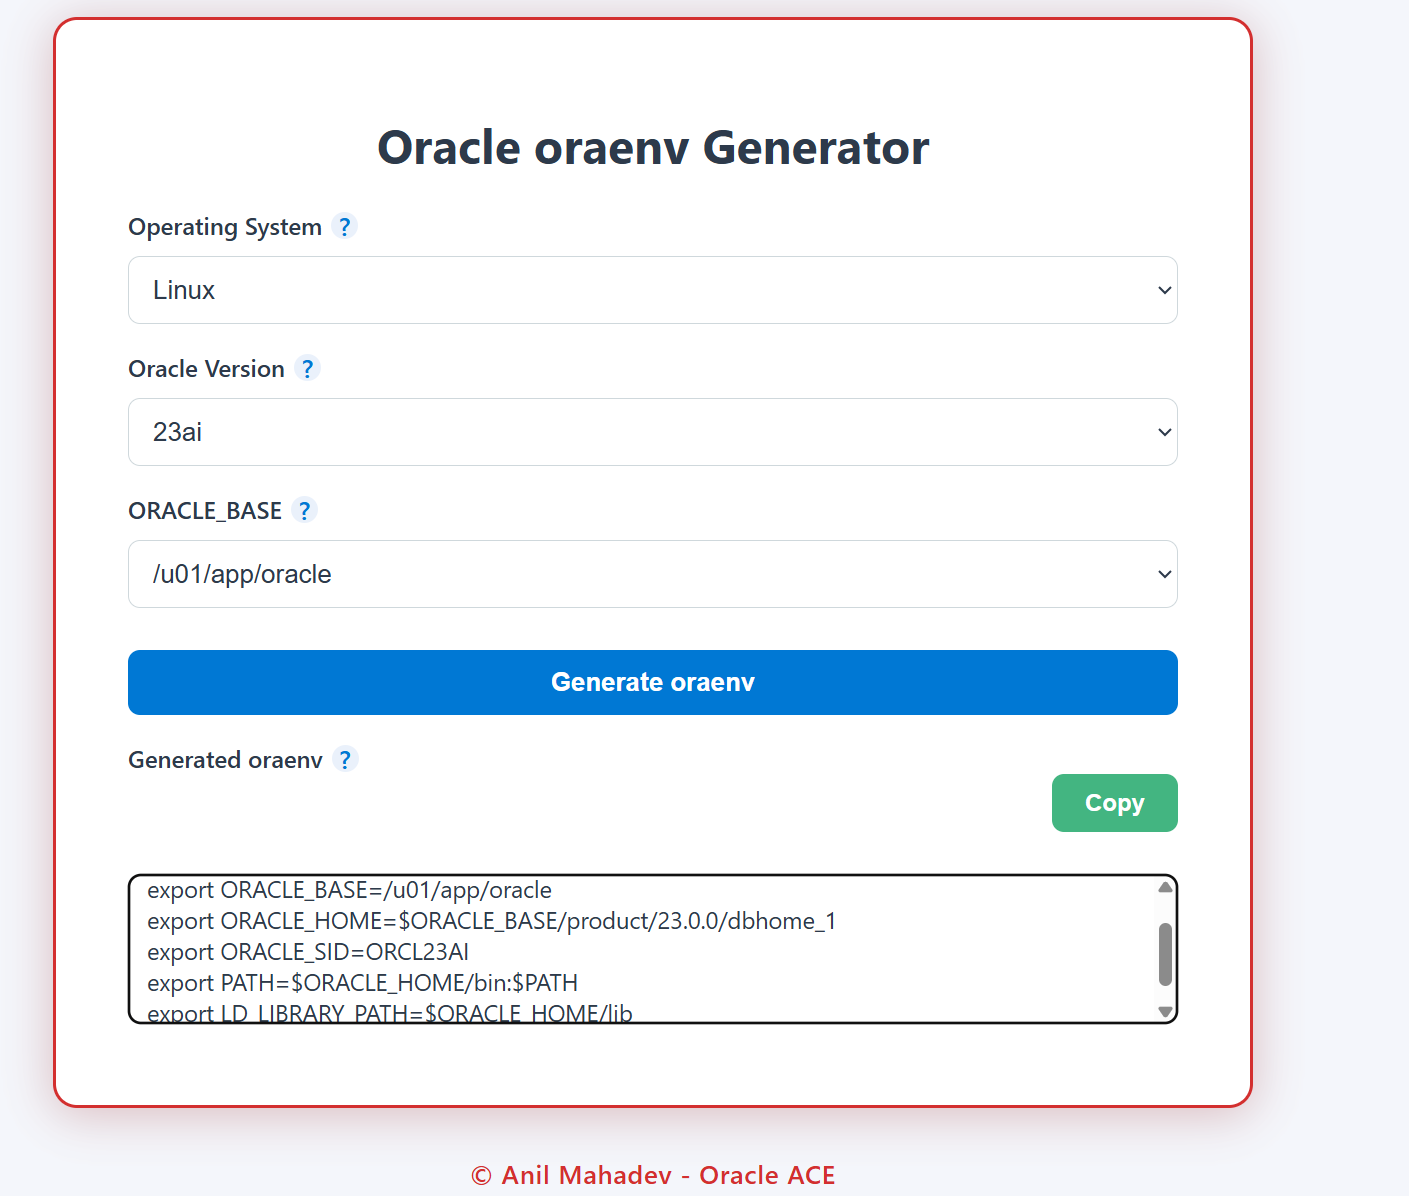 Oracle oraenv Generator
Operating System ?
Linux
Oracle Version ?
23ai
ORACLE_BASE ?
/u01/app/oracle
Generate oraenv
Generated oraenv ?
Copy
export ORACLE_BASE=/u01/app/oracle
export ORACLE_HOME=$ORACLE_BASE/product/23.0.0/dbhome_1
export ORACLE_SID=ORCL23AI
export PATH=$ORACLE_HOME/bin:$PATH
export LD_LIBRARY_PATH=$ORACLE_HOME/lib
© Anil Mahadev - Oracle ACE